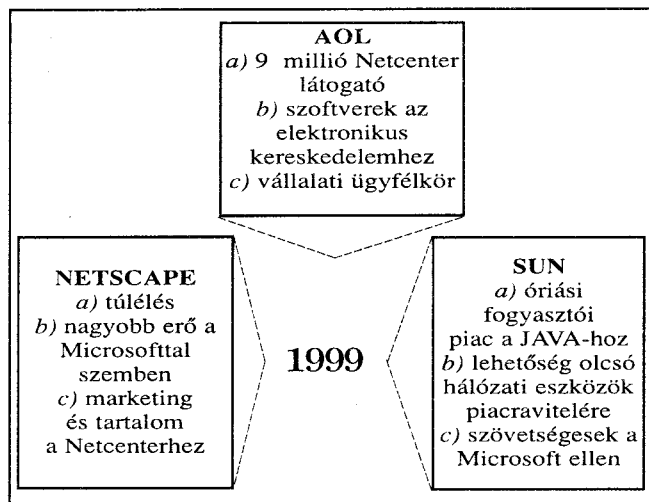 AOL
a) 9 millió Netcenter
látogató
b) szoftverek az
elektronikus
kereskedelemhez
c) vállalati ügyfélkör
NETSCAPE
a) túlélés
b) nagyobb erő a
Microsofttal
szemben
c) marketing
és tartalom
a Netcenterhez
1999
SUN
a) óriási
fogyasztói
piac a JAVA-hoz
b) lehetőség olcsó
hálózati eszközök
piacravitelére
c) szövetségesek a
Microsoft ellen